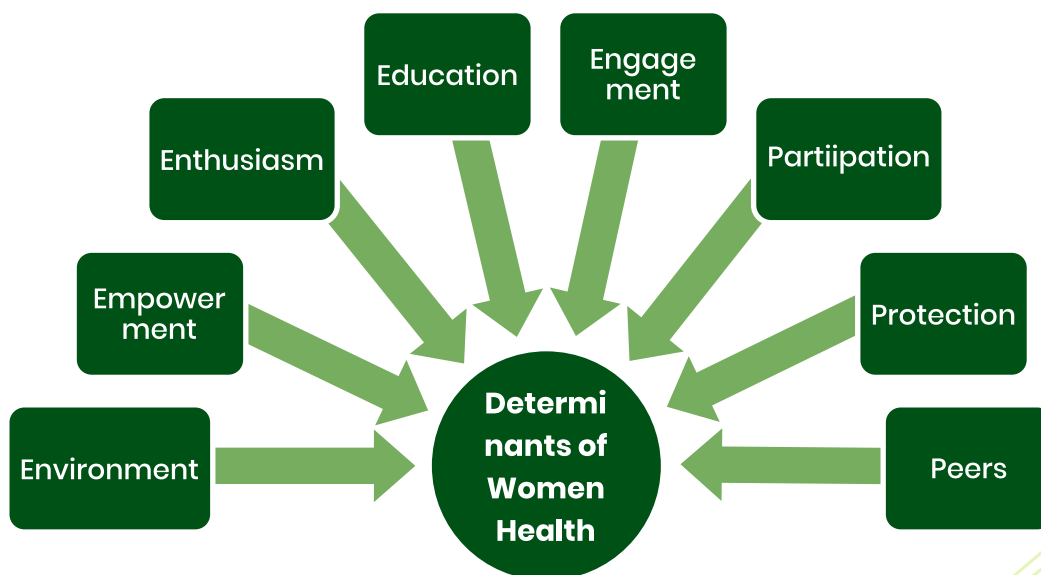 Education
Engage
ment
Enthusiasm
Partiipation
Empower
ment
Protection
Environment
Determi
nants of
Women
Health
Peers